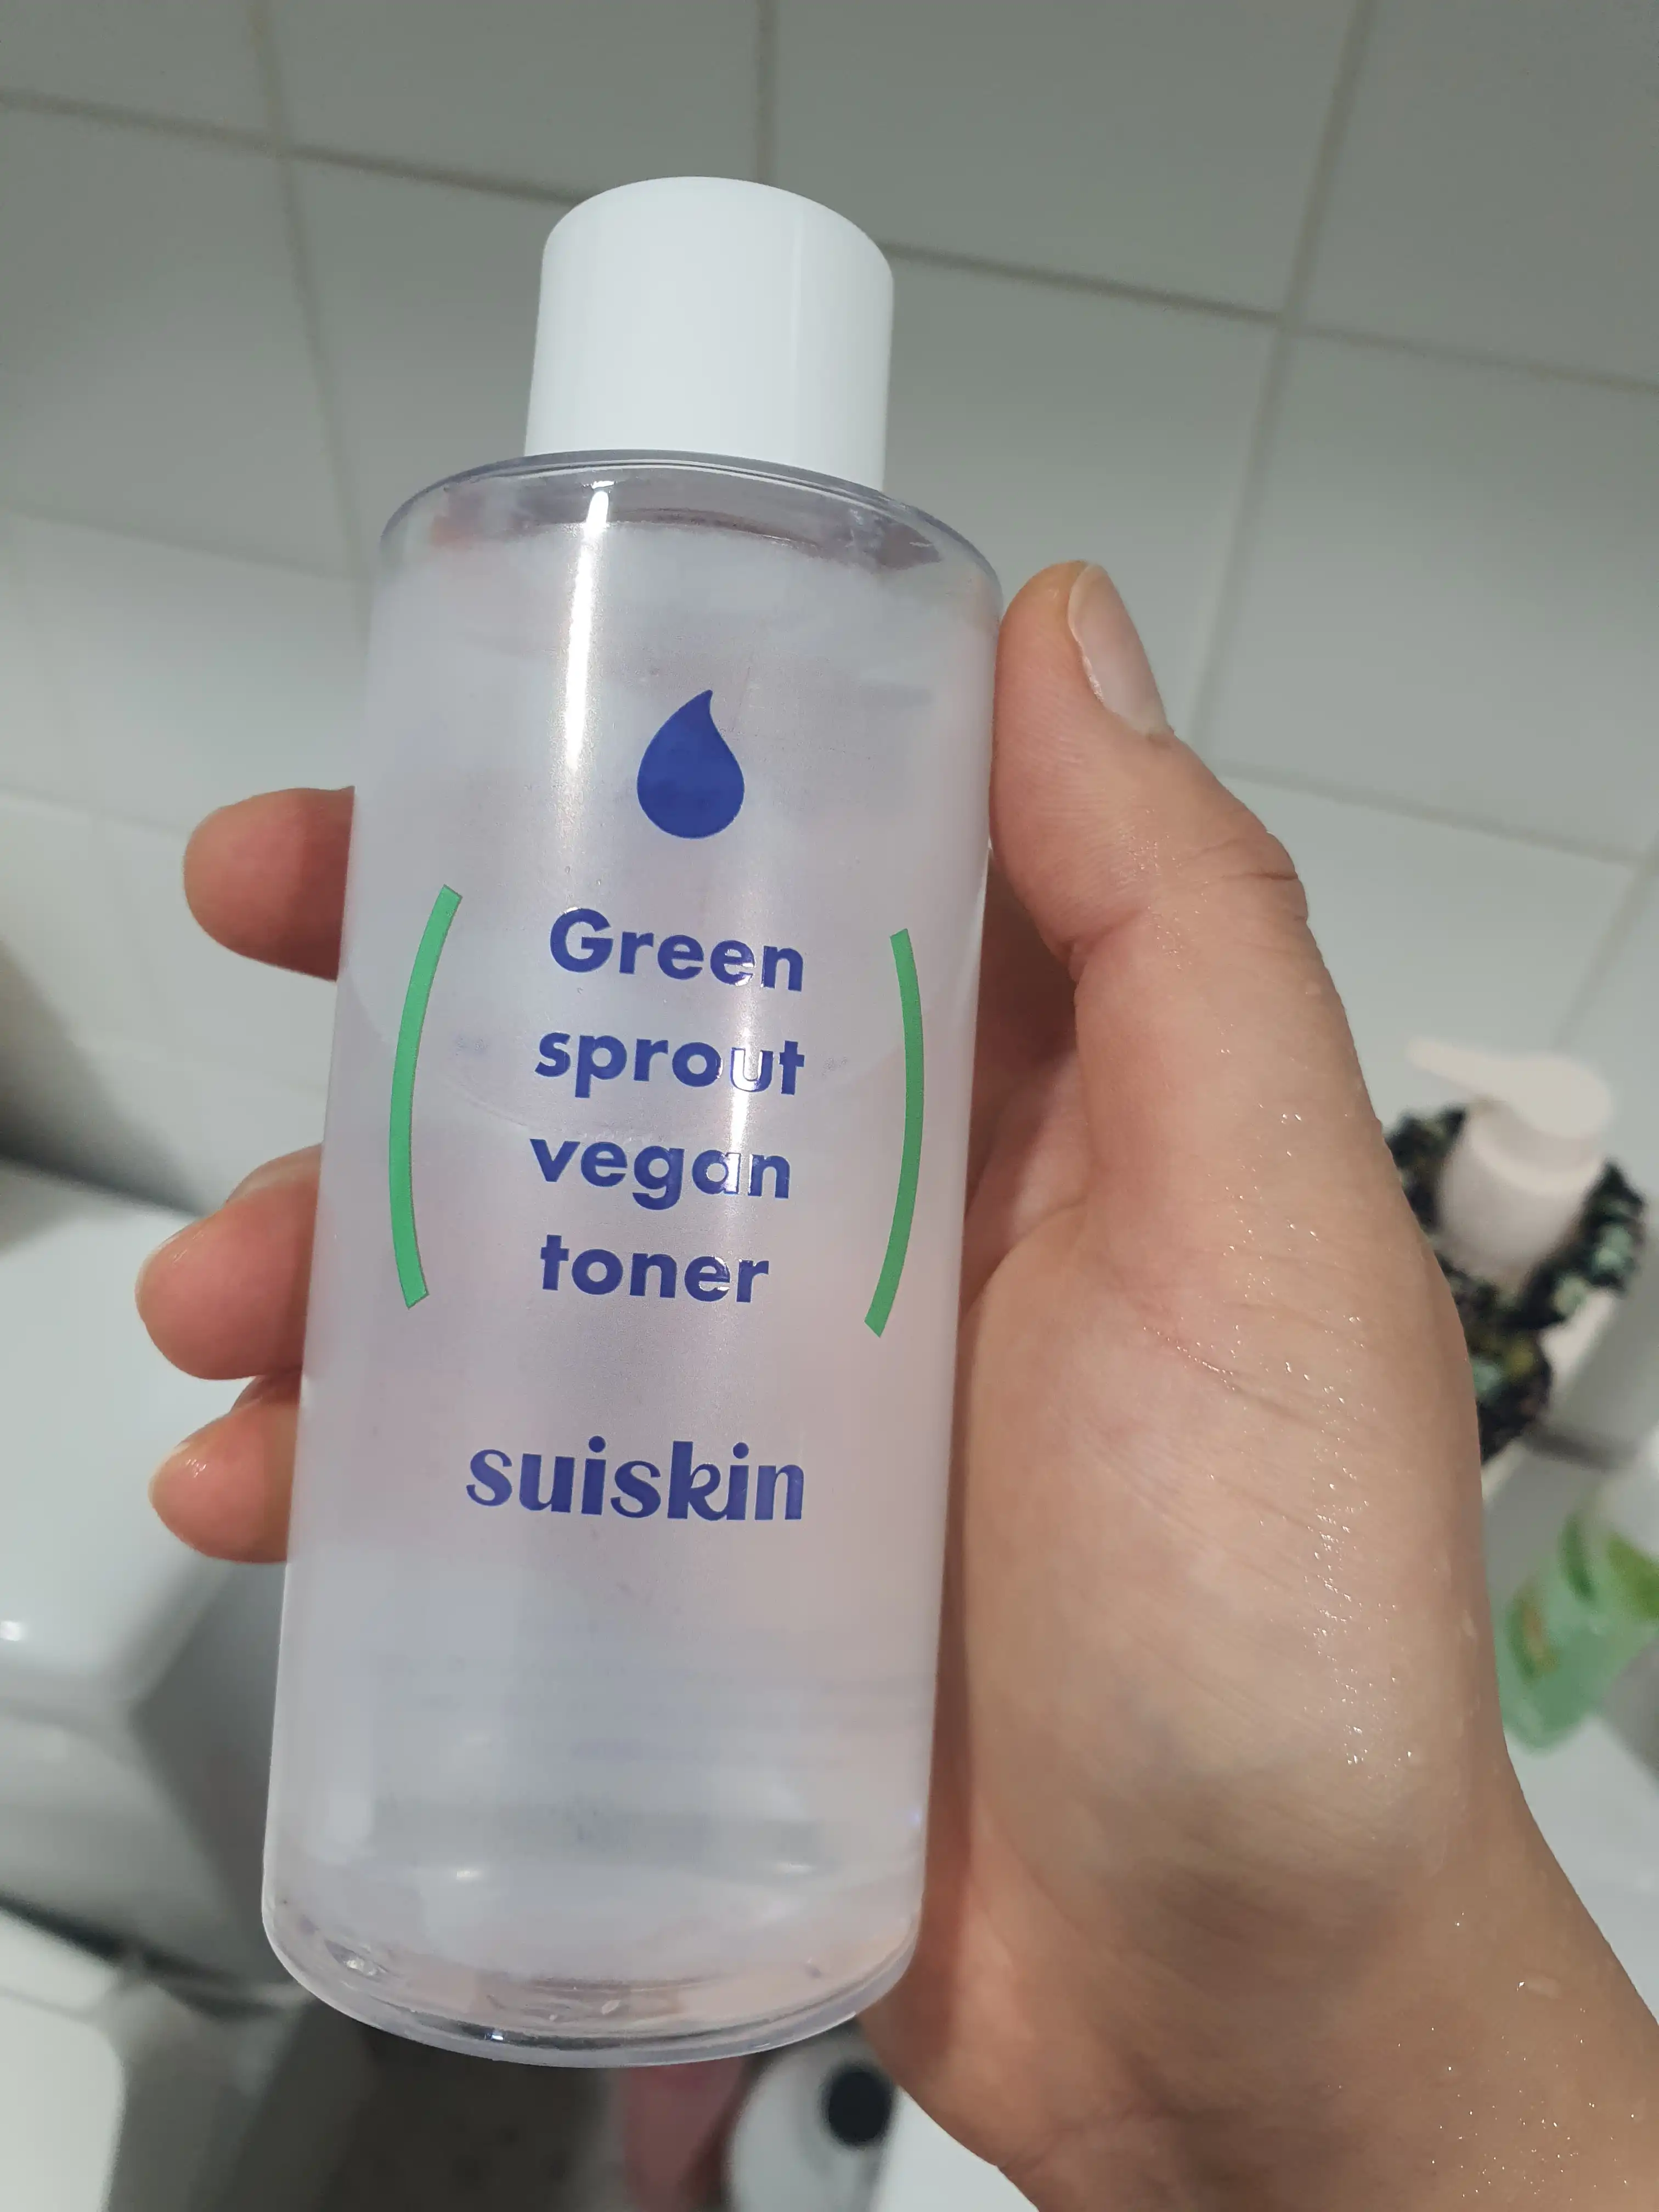 Green
sprout
vegan
toner
suiskin